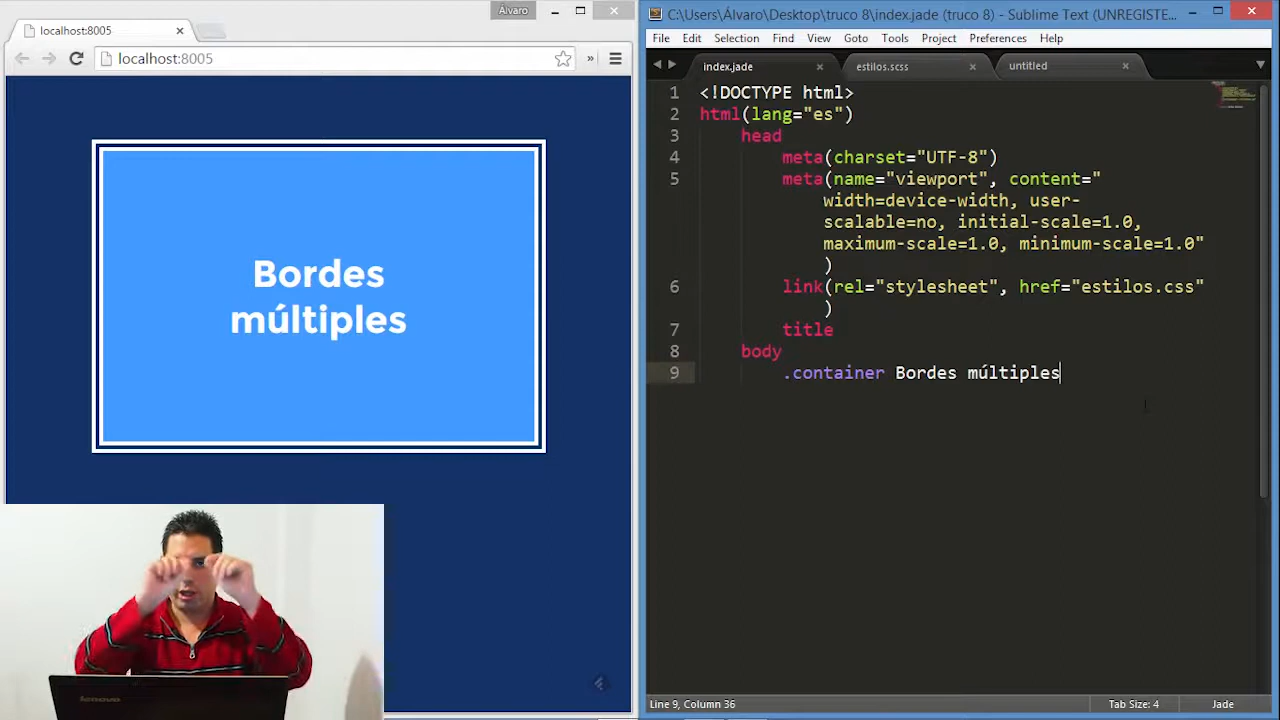 Álvaro
localhost:8005
localhost:8005
Bordes
múltiples
lenovo
C:\Users\Álvaro\Desktop\truco 8\index.jade (truco 8) - Sublime Text (UNREGISTE...
File Edit Selection Find View Goto Tools Project Preferences Help
index.jade estilos.scss untitled
1 <!DOCTYPE html>
2 html(lang="es")
3 head
4 meta(charset="UTF-8")
5 meta(name="viewport", content="
width=device-width, user-
scalable=no, initial-scale=1.0,
maximum-scale=1.0, minimum-scale=1.0"
)
6 link(rel="stylesheet", href="estilos.css"
)
7 title
8 body
9 .container Bordes múltiples
Line 9, Column 36 Tab Size: 4 Jade